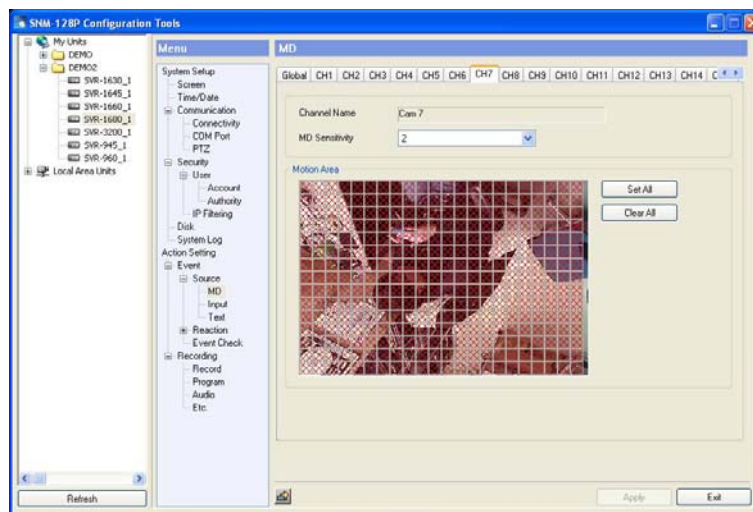 SNM-128P Configuration Tools
My Units
DEMO
DEMO2
SVR-1630_1
SVR-1645_1
SVR-1660_1
SVR-1600_1
SVR-3200_1
SVR-945_1
SVR-960_1
Local Area Units
Refresh
Menu
System Setup
Screen
Time/Date
Communication
Connectivity
COM Port
PTZ
Security
User
Account
Authority
IP Filtering
Disk
System Log
Action Setting
Event
Source
MD
Input
Text
Reaction
Event Check
Recording
Record
Program
Audio
Etc.
MD
Global CH1 CH2 CH3 CH4 CH5 CH6 CH7 CH8 CH9 CH10 CH11 CH12 CH13 CH14 C
Channel Name Cam 7
MD Sensitivity 2
Motion Area
Set All
Clear All
Apply Exit